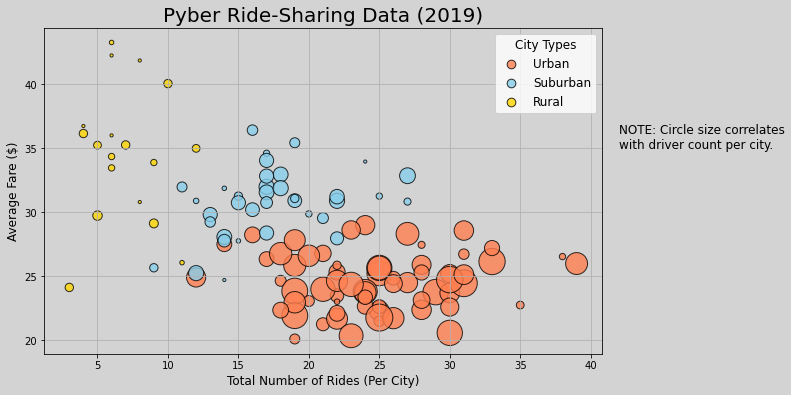 Pyber Ride-Sharing Data (2019)
City Types
Urban
Suburban
Rural
NOTE: Circle size correlates
with driver count per city.
Average Fare ($)
40
35
30
25
20
5
10
15
20
25
30
35
40
Total Number of Rides (Per City)